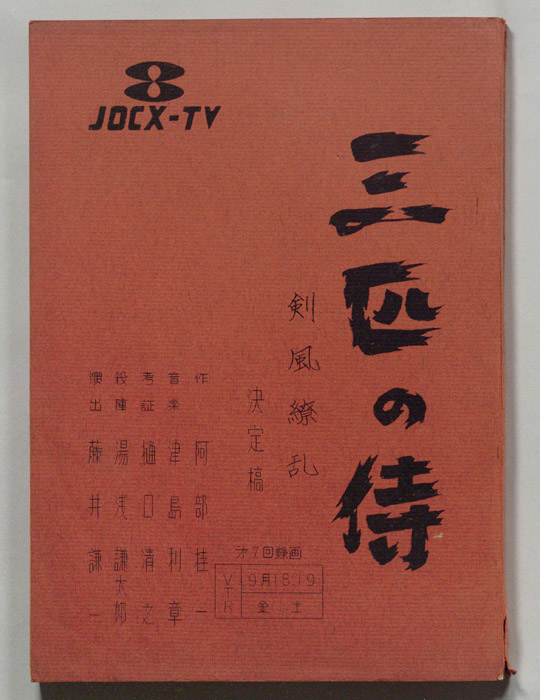 JOCX-TV
三匹の侍
剣風繚乱
決定稿
作 阿部桂一
音楽 津島利章
考証 樋口清之
殺陣 湯浅謙太郎
演出 藤井謙一
才7回録画
VTR
9月18.19
金 土